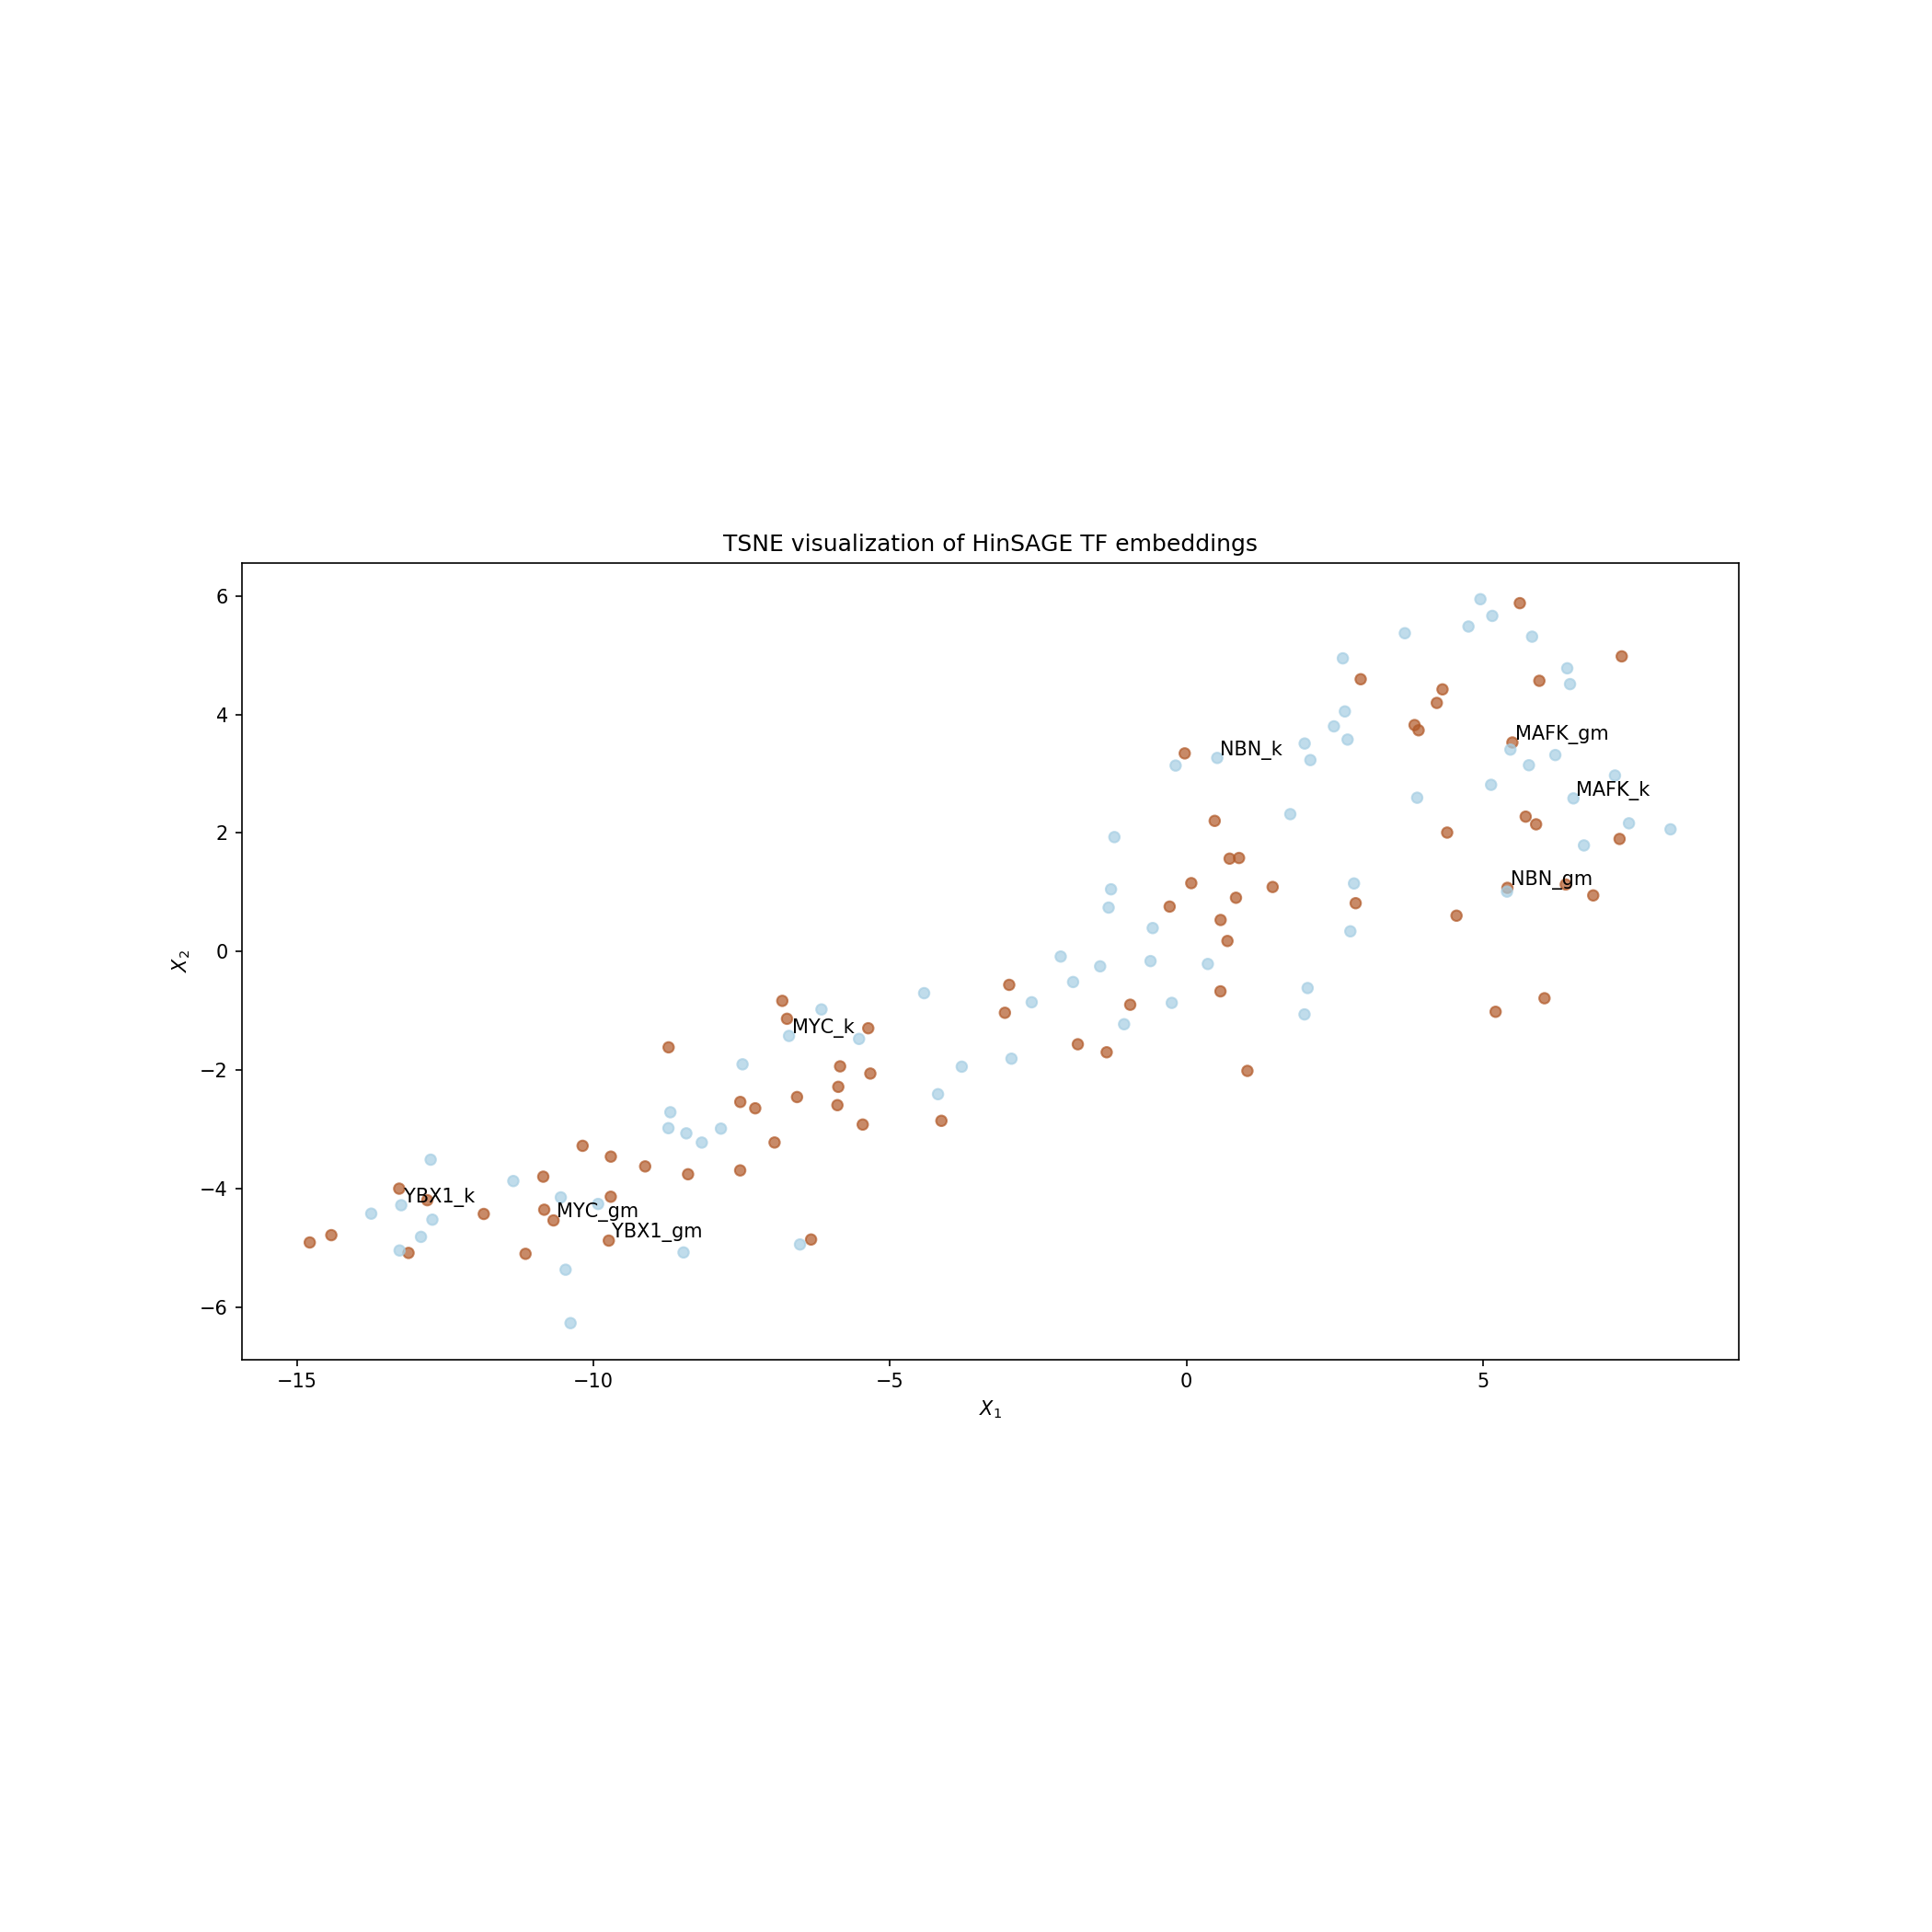 TSNE visualization of HinSAGE TF embeddings
6
4
2
0
−2
−4
−6
X₂
MAFK_gm
NBN_k
MAFK_k
NBN_gm
MYC_k
YBX1_k
MYC_gm
YBX1_gm
−15 −10 −5 0 5
X₁